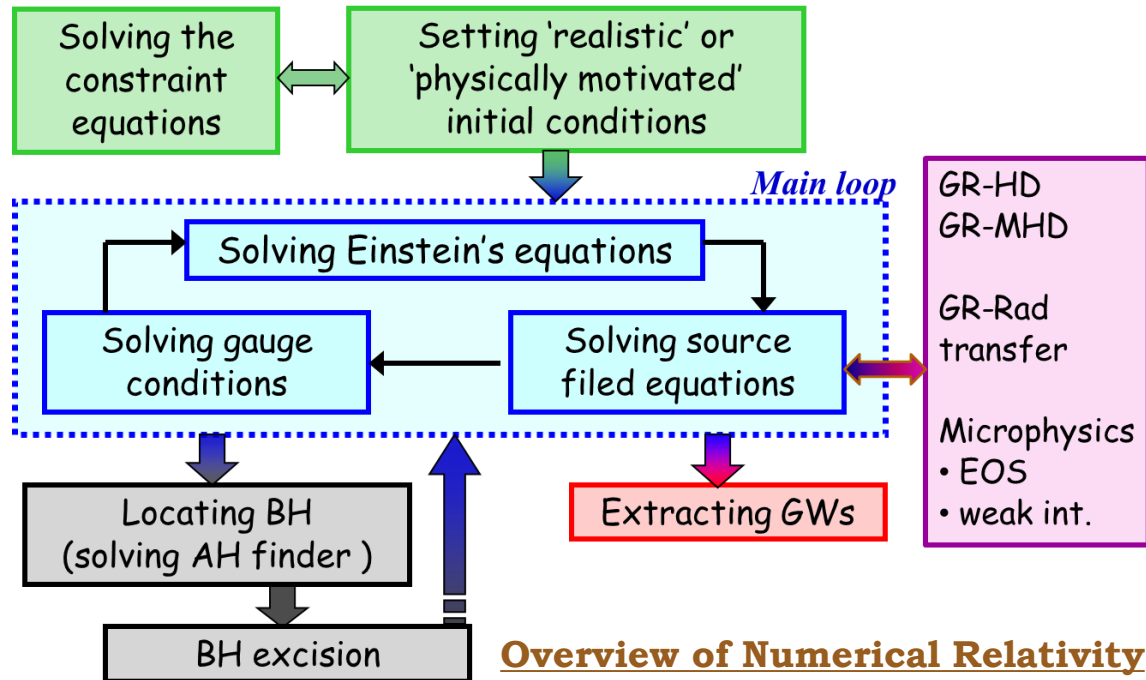 Solving the
constraint
equations
Setting ‘realistic’ or
‘physically motivated’
initial conditions
Main loop
Solving Einstein’s equations
Solving gauge
conditions
Solving source
filed equations
GR-HD
GR-MHD
GR-Rad
transfer
Microphysics
• EOS
• weak int.
Locating BH
(solving AH finder )
Extracting GWs
BH excision
Overview of Numerical Relativity